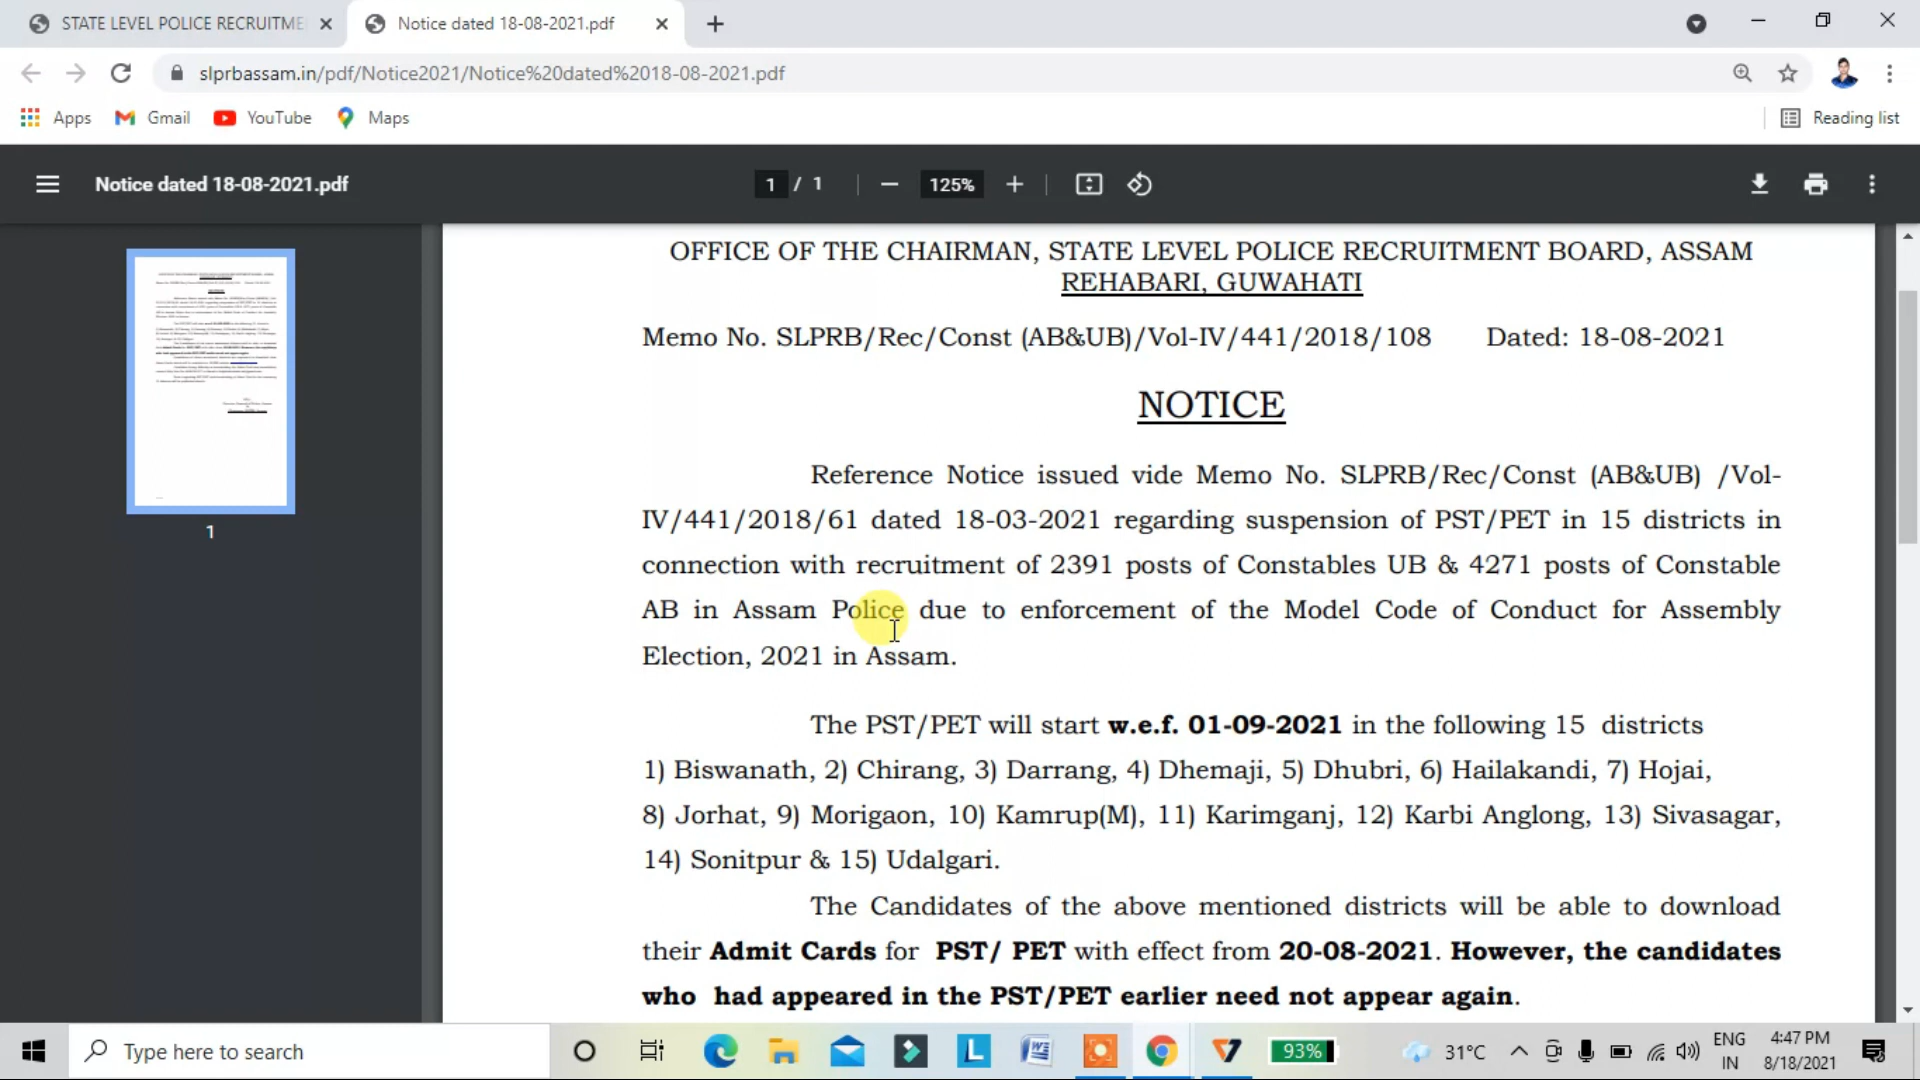 STATE LEVEL POLICE RECRUITME
Notice dated 18-08-2021.pdf
slprbassam.in/pdf/Notice2021/Notice%20dated%2018-08-2021.pdf
Apps
Gmail
YouTube
Maps
Reading list
Notice dated 18-08-2021.pdf
1 / 1
125%
OFFICE OF THE CHAIRMAN, STATE LEVEL POLICE RECRUITMENT BOARD, ASSAM
REHABARI, GUWAHATI
Memo No. SLPRB/Rec/Const (AB&UB)/Vol-IV/441/2018/108 Dated: 18-08-2021
NOTICE
Reference Notice issued vide Memo No. SLPRB/Rec/Const (AB&UB) /Vol-
IV/441/2018/61 dated 18-03-2021 regarding suspension of PST/PET in 15 districts in
connection with recruitment of 2391 posts of Constables UB & 4271 posts of Constable
AB in Assam Police due to enforcement of the Model Code of Conduct for Assembly
Election, 2021 in Assam.
The PST/PET will start w.e.f. 01-09-2021 in the following 15 districts
1) Biswanath, 2) Chirang, 3) Darrang, 4) Dhemaji, 5) Dhubri, 6) Hailakandi, 7) Hojai,
8) Jorhat, 9) Morigaon, 10) Kamrup(M), 11) Karimganj, 12) Karbi Anglong, 13) Sivasagar,
14) Sonitpur & 15) Udalgari.
The Candidates of the above mentioned districts will be able to download
their Admit Cards for PST/ PET with effect from 20-08-2021. However, the candidates
who had appeared in the PST/PET earlier need not appear again.
1
Type here to search
93%
31°C
ENG
IN
4:47 PM
8/18/2021